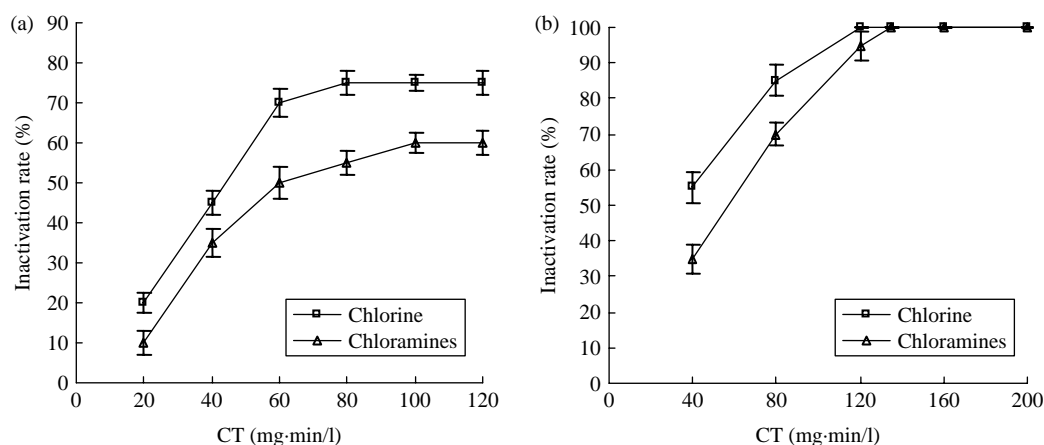 (a)
90
80
70
60
50
40
30
20
10
0
Inactivation rate (%)
20 40 60 80 100 120
CT (mg·min/l)
Chlorine
Chloramines
(b)
100
90
80
70
60
50
40
30
20
10
0
Inactivation rate (%)
40 80 120 160 200
CT (mg·min/l)
Chlorine
Chloramines